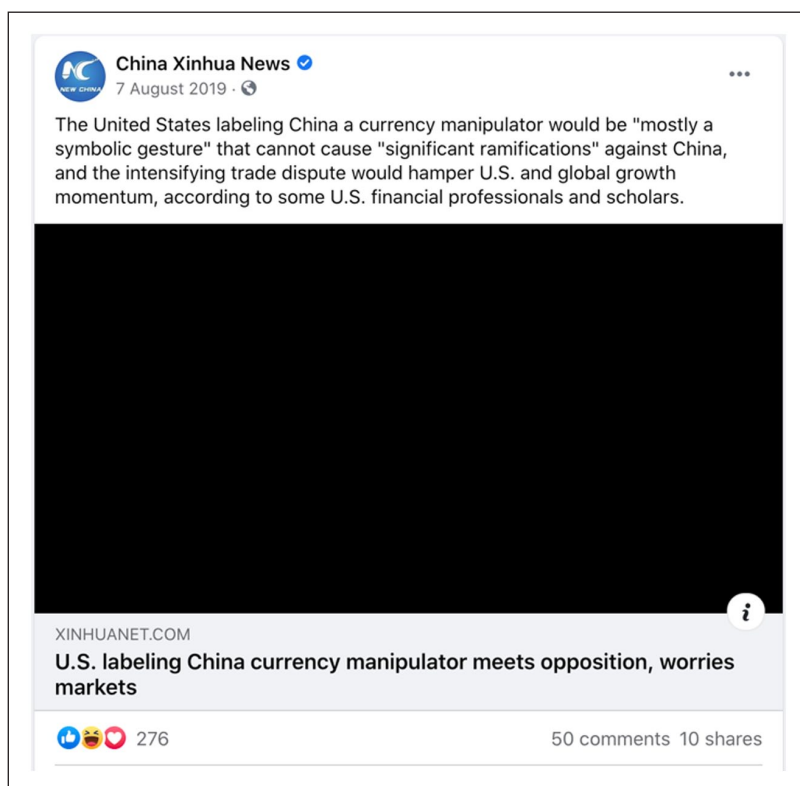 China Xinhua News
NEW CHINA
7 August 2019 ·
The United States labeling China a currency manipulator would be "mostly a
symbolic gesture" that cannot cause "significant ramifications" against China,
and the intensifying trade dispute would hamper U.S. and global growth
momentum, according to some U.S. financial professionals and scholars.
i
XINHUANET.COM
U.S. labeling China currency manipulator meets opposition, worries
markets
276
50 comments 10 shares